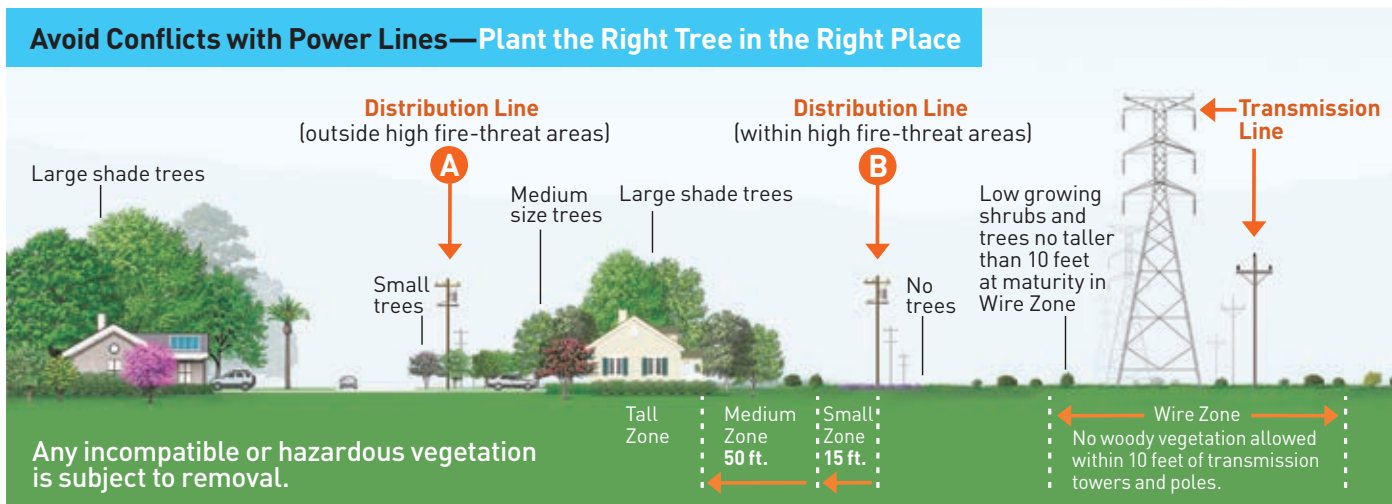 Avoid Conflicts with Power Lines—Plant the Right Tree in the Right Place
Distribution Line
(outside high fire-threat areas)
A
Distribution Line
(within high fire-threat areas)
B
Transmission
Line
Large shade trees
Medium
size trees
Large shade trees
Low growing
shrubs and
trees no taller
than 10 feet
at maturity in
Wire Zone
Small
trees
No
trees
Tall
Zone
Medium
Zone
50 ft.
Small
Zone
15 ft.
Wire Zone
No woody vegetation allowed
within 10 feet of transmission
towers and poles.
Any incompatible or hazardous vegetation
is subject to removal.